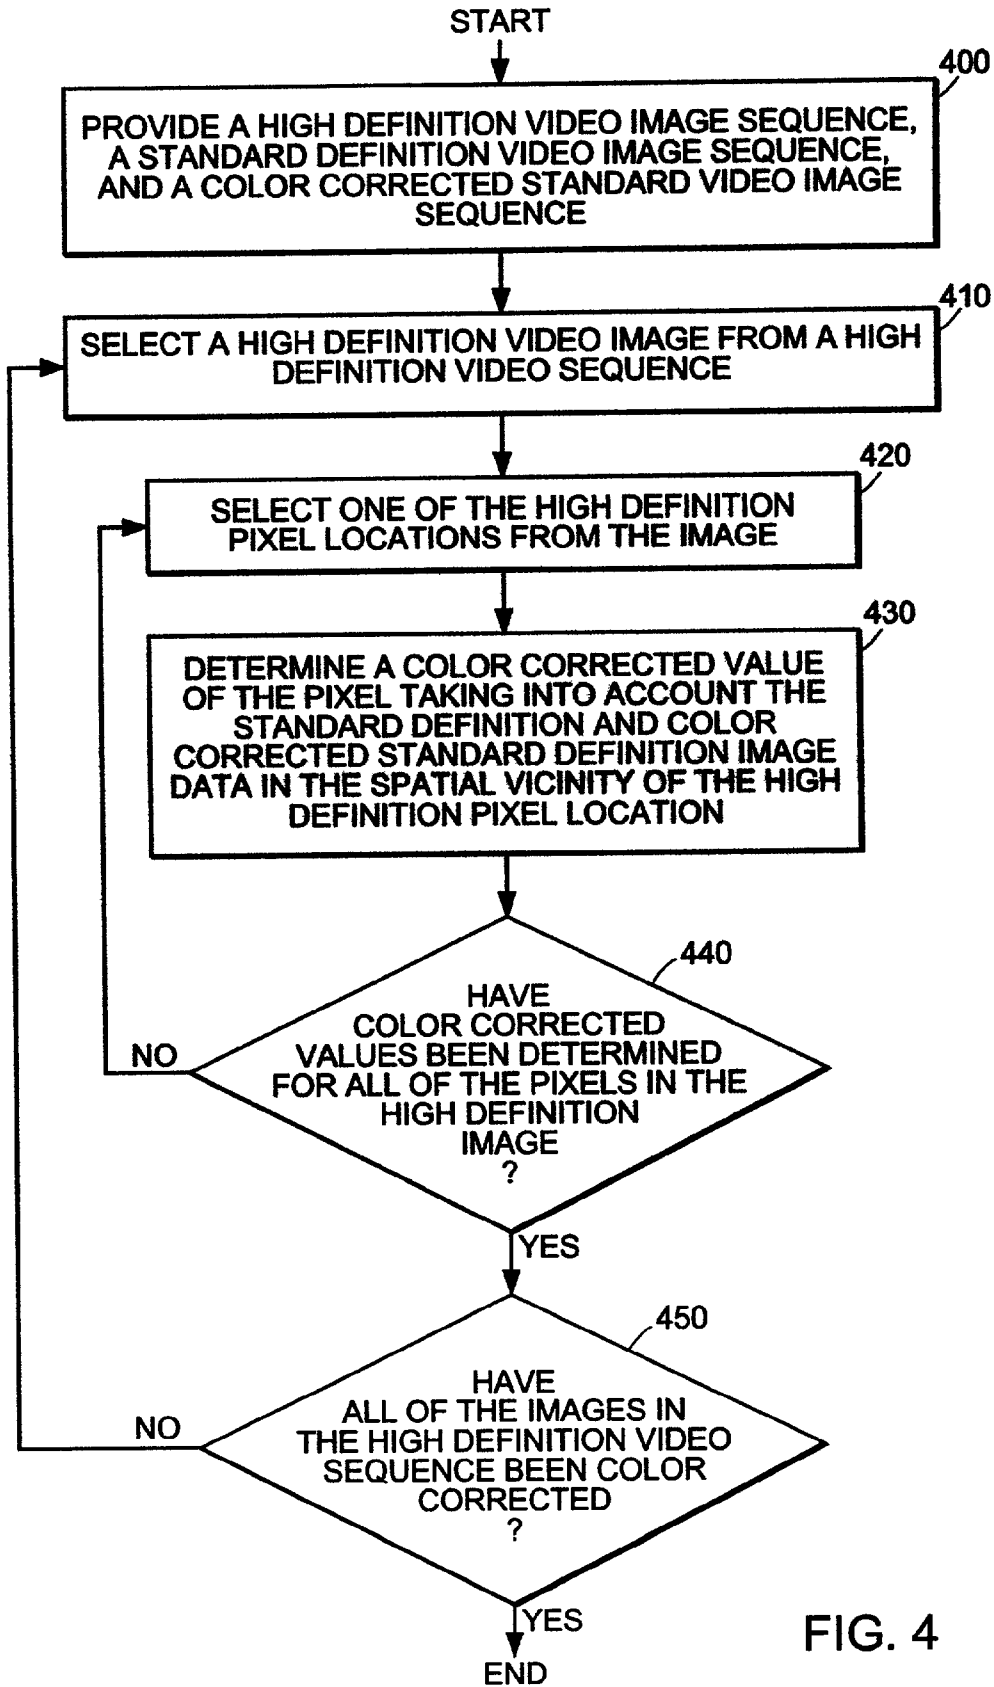 START
400
PROVIDE A HIGH DEFINITION VIDEO IMAGE SEQUENCE,
A STANDARD DEFINITION VIDEO IMAGE SEQUENCE,
AND A COLOR CORRECTED STANDARD VIDEO IMAGE
SEQUENCE
410
SELECT A HIGH DEFINITION VIDEO IMAGE FROM A HIGH
DEFINITION VIDEO SEQUENCE
420
SELECT ONE OF THE HIGH DEFINITION
PIXEL LOCATIONS FROM THE IMAGE
430
DETERMINE A COLOR CORRECTED VALUE
OF THE PIXEL TAKING INTO ACCOUNT THE
STANDARD DEFINITION AND COLOR
CORRECTED STANDARD DEFINITION IMAGE
DATA IN THE SPATIAL VICINITY OF THE HIGH
DEFINITION PIXEL LOCATION
440
HAVE
COLOR CORRECTED
VALUES BEEN DETERMINED
FOR ALL OF THE PIXELS IN THE
HIGH DEFINITION
IMAGE
?
NO
YES
450
HAVE
ALL OF THE IMAGES IN
THE HIGH DEFINITION VIDEO
SEQUENCE BEEN COLOR
CORRECTED
?
NO
YES
END
FIG. 4